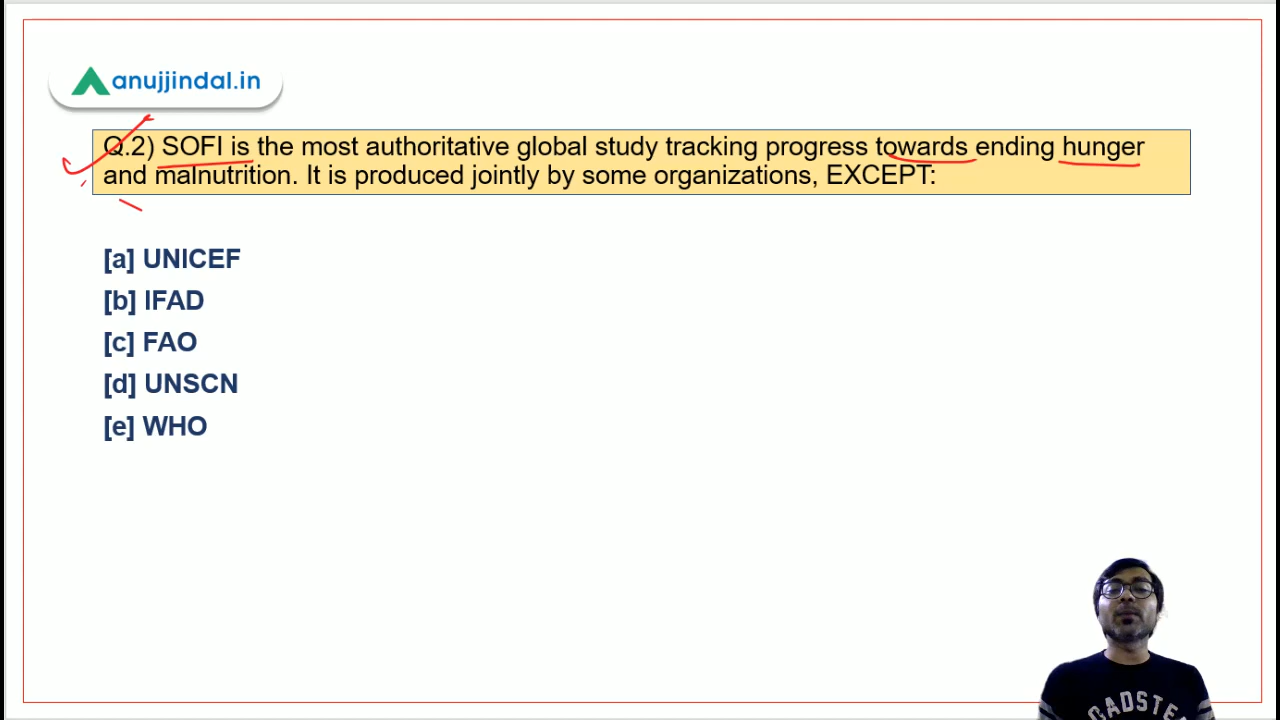 anujjindal.in
Q.2) SOFI is the most authoritative global study tracking progress towards ending hunger
and malnutrition. It is produced jointly by some organizations, EXCEPT:
[a] UNICEF
[b] IFAD
[c] FAO
[d] UNSCN
[e] WHO